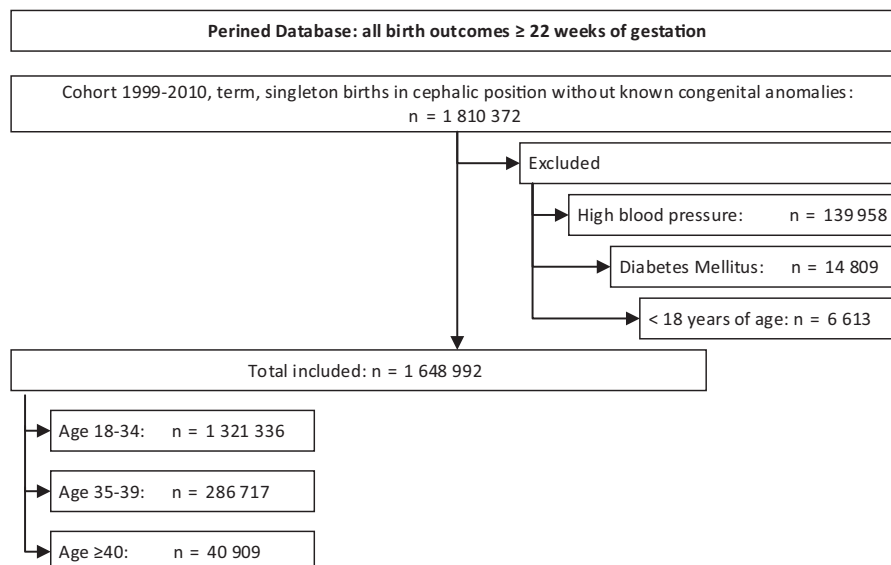 Perined Database: all birth outcomes ≥ 22 weeks of gestation
Cohort 1999-2010, term, singleton births in cephalic position without known congenital anomalies:
n = 1 810 372
Excluded
High blood pressure: n = 139 958
Diabetes Mellitus: n = 14 809
< 18 years of age: n = 6 613
Total included: n = 1 648 992
Age 18-34: n = 1 321 336
Age 35-39: n = 286 717
Age ≥40: n = 40 909